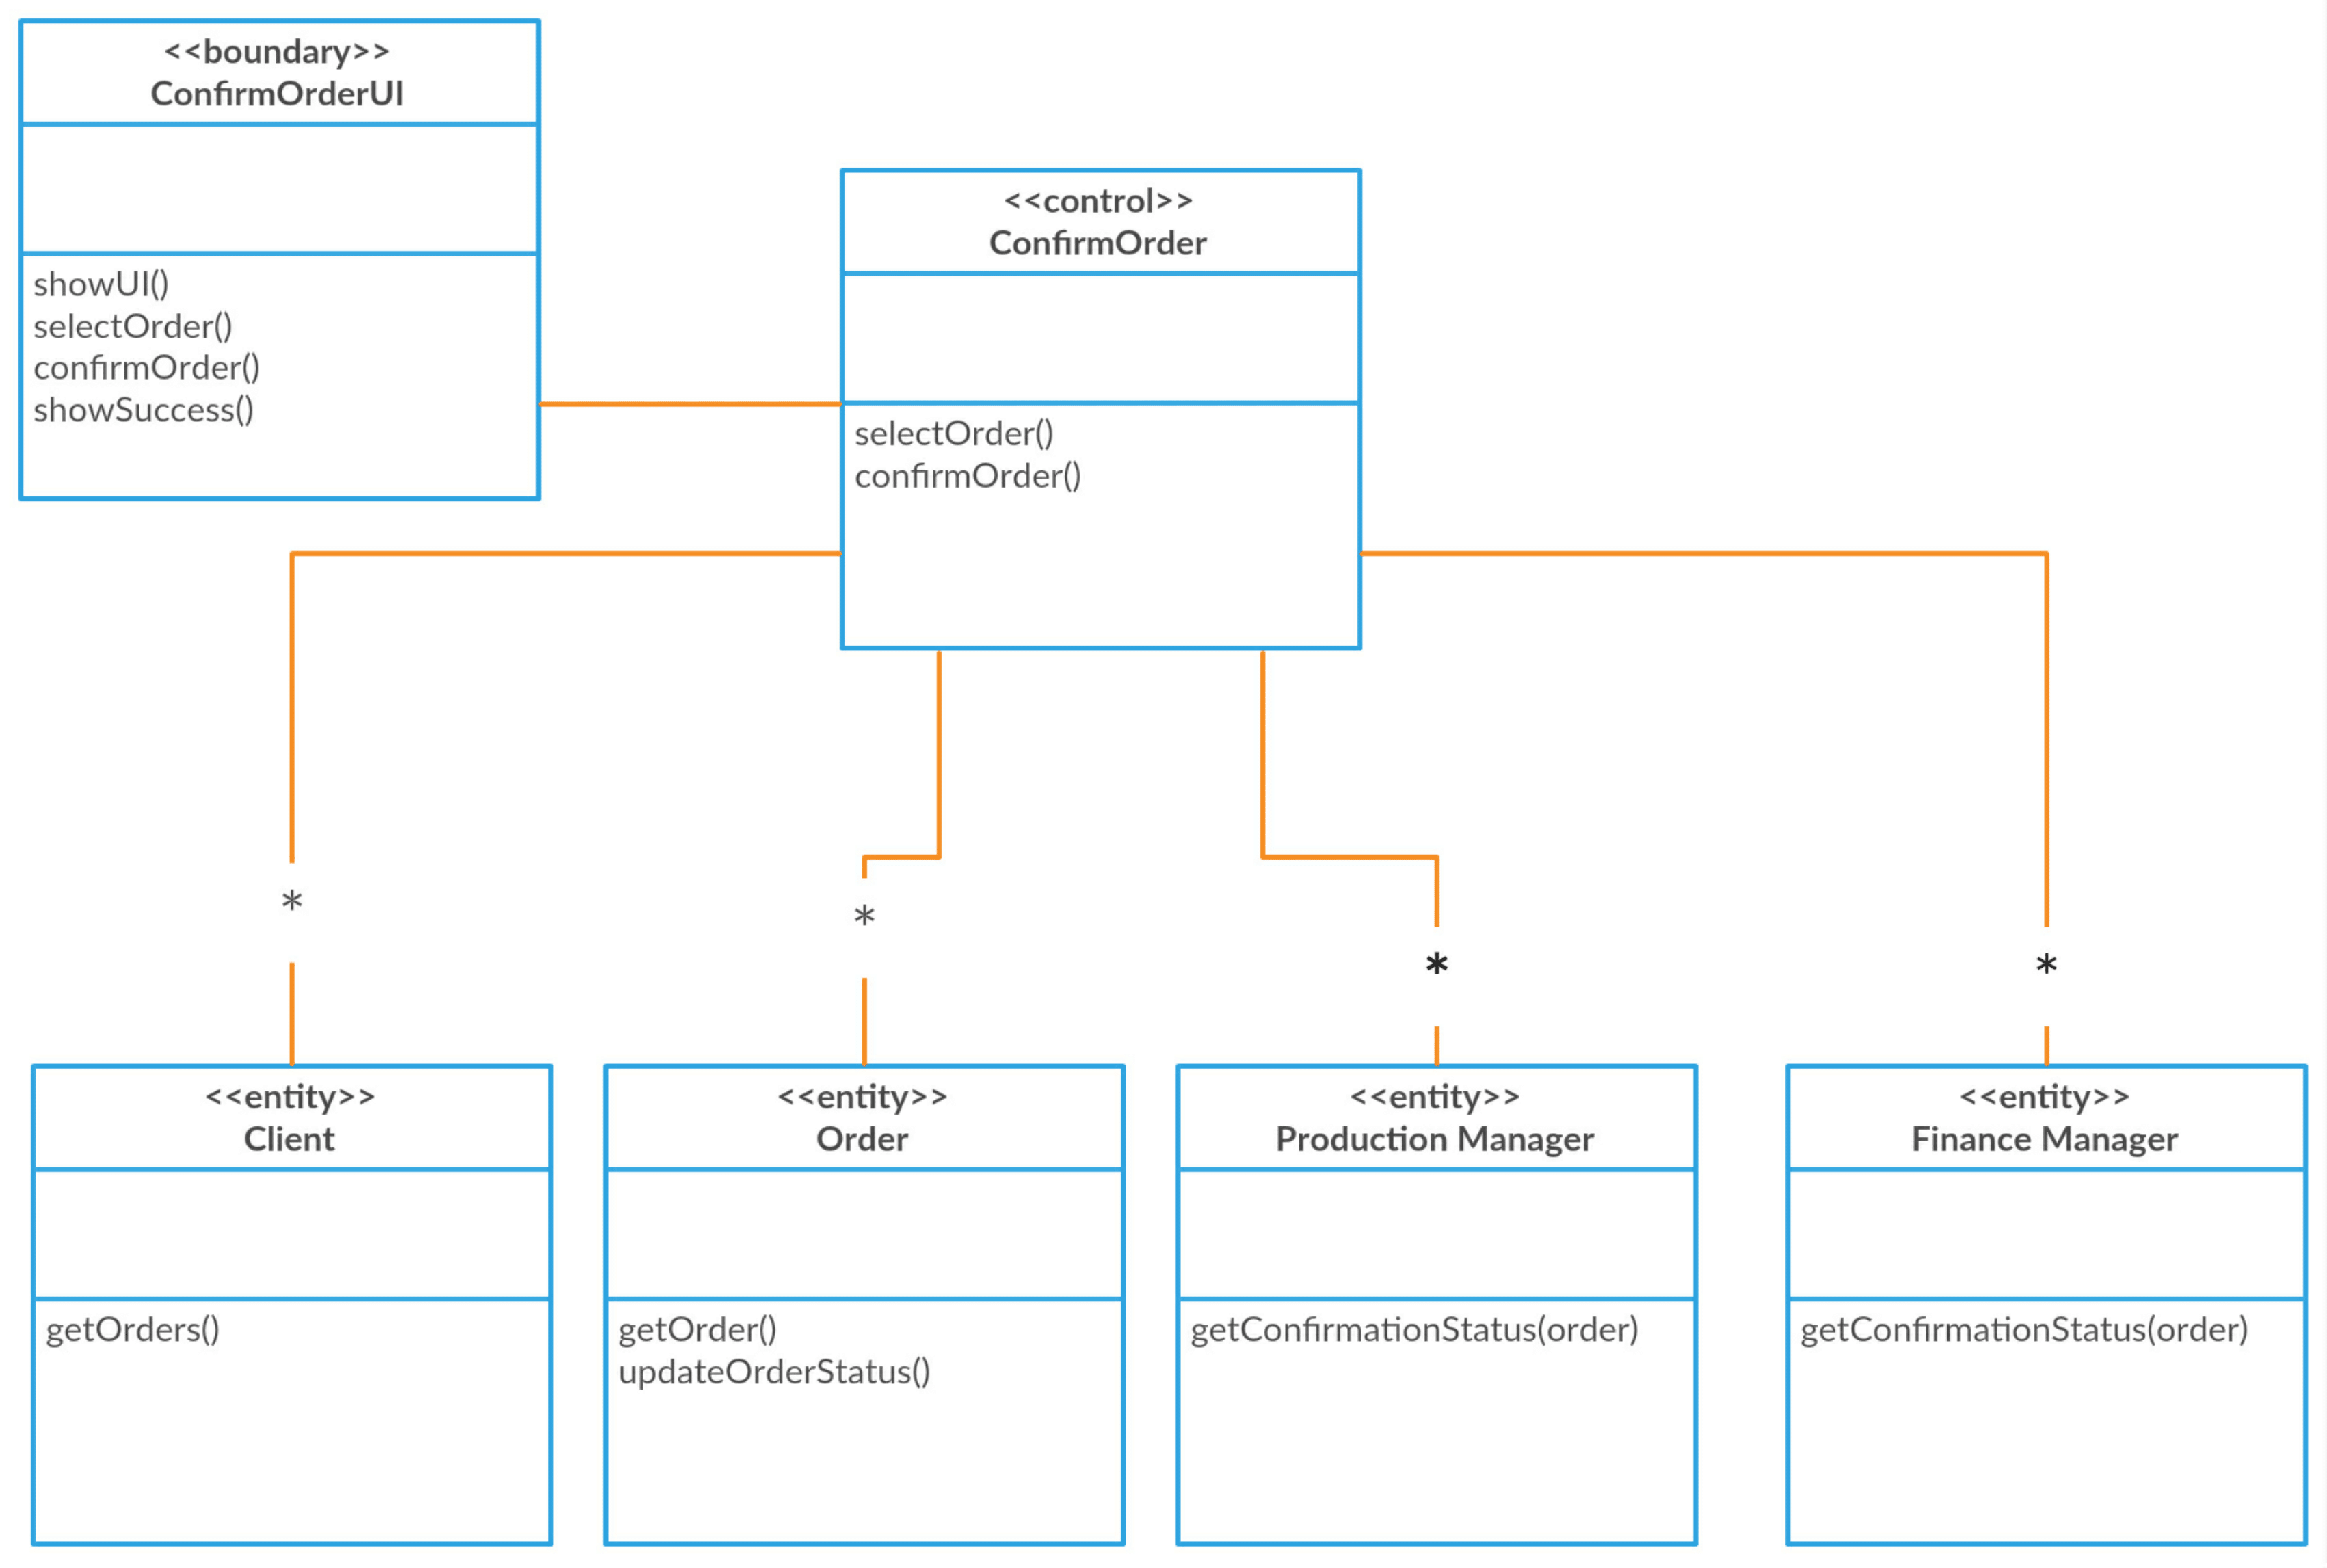 <<boundary>>
ConfirmOrderUI
showUI()
selectOrder()
confirmOrder()
showSuccess()
<<control>>
ConfirmOrder
selectOrder()
confirmOrder()
*
*
*
*
<<entity>>
Client
getOrders()
<<entity>>
Order
getOrder()
updateOrderStatus()
<<entity>>
Production Manager
getConfirmationStatus(order)
<<entity>>
Finance Manager
getConfirmationStatus(order)